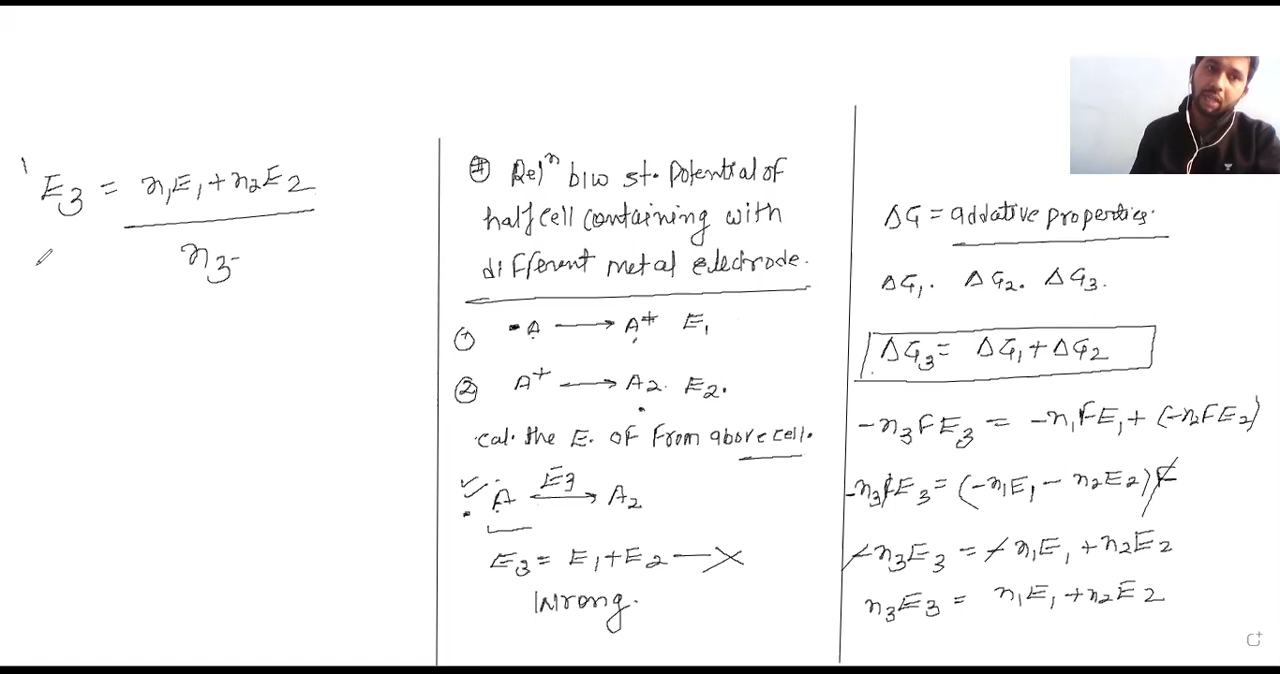 E3 = n1E1+n2E2
n3
# Relⁿ b/w st. Potential of
half cell containing with
different metal electrode.
① A ⟶ A⁺ E1
② A⁺ ⟶ A2. E2.
cal. the E. of From above cell.
A E3⟶ A2
E3 = E1+E2 — X
Wrong.
ΔG = addative properties.
ΔG1. ΔG2. ΔG3.
ΔG3 = ΔG1 + ΔG2
-n3FE3 = -n1FE1 + (-n2FE2)
-n3FE3 = (-n1E1 - n2E2)F
-n3E3 = -n1E1 + n2E2
n3E3 = n1E1 + n2E2